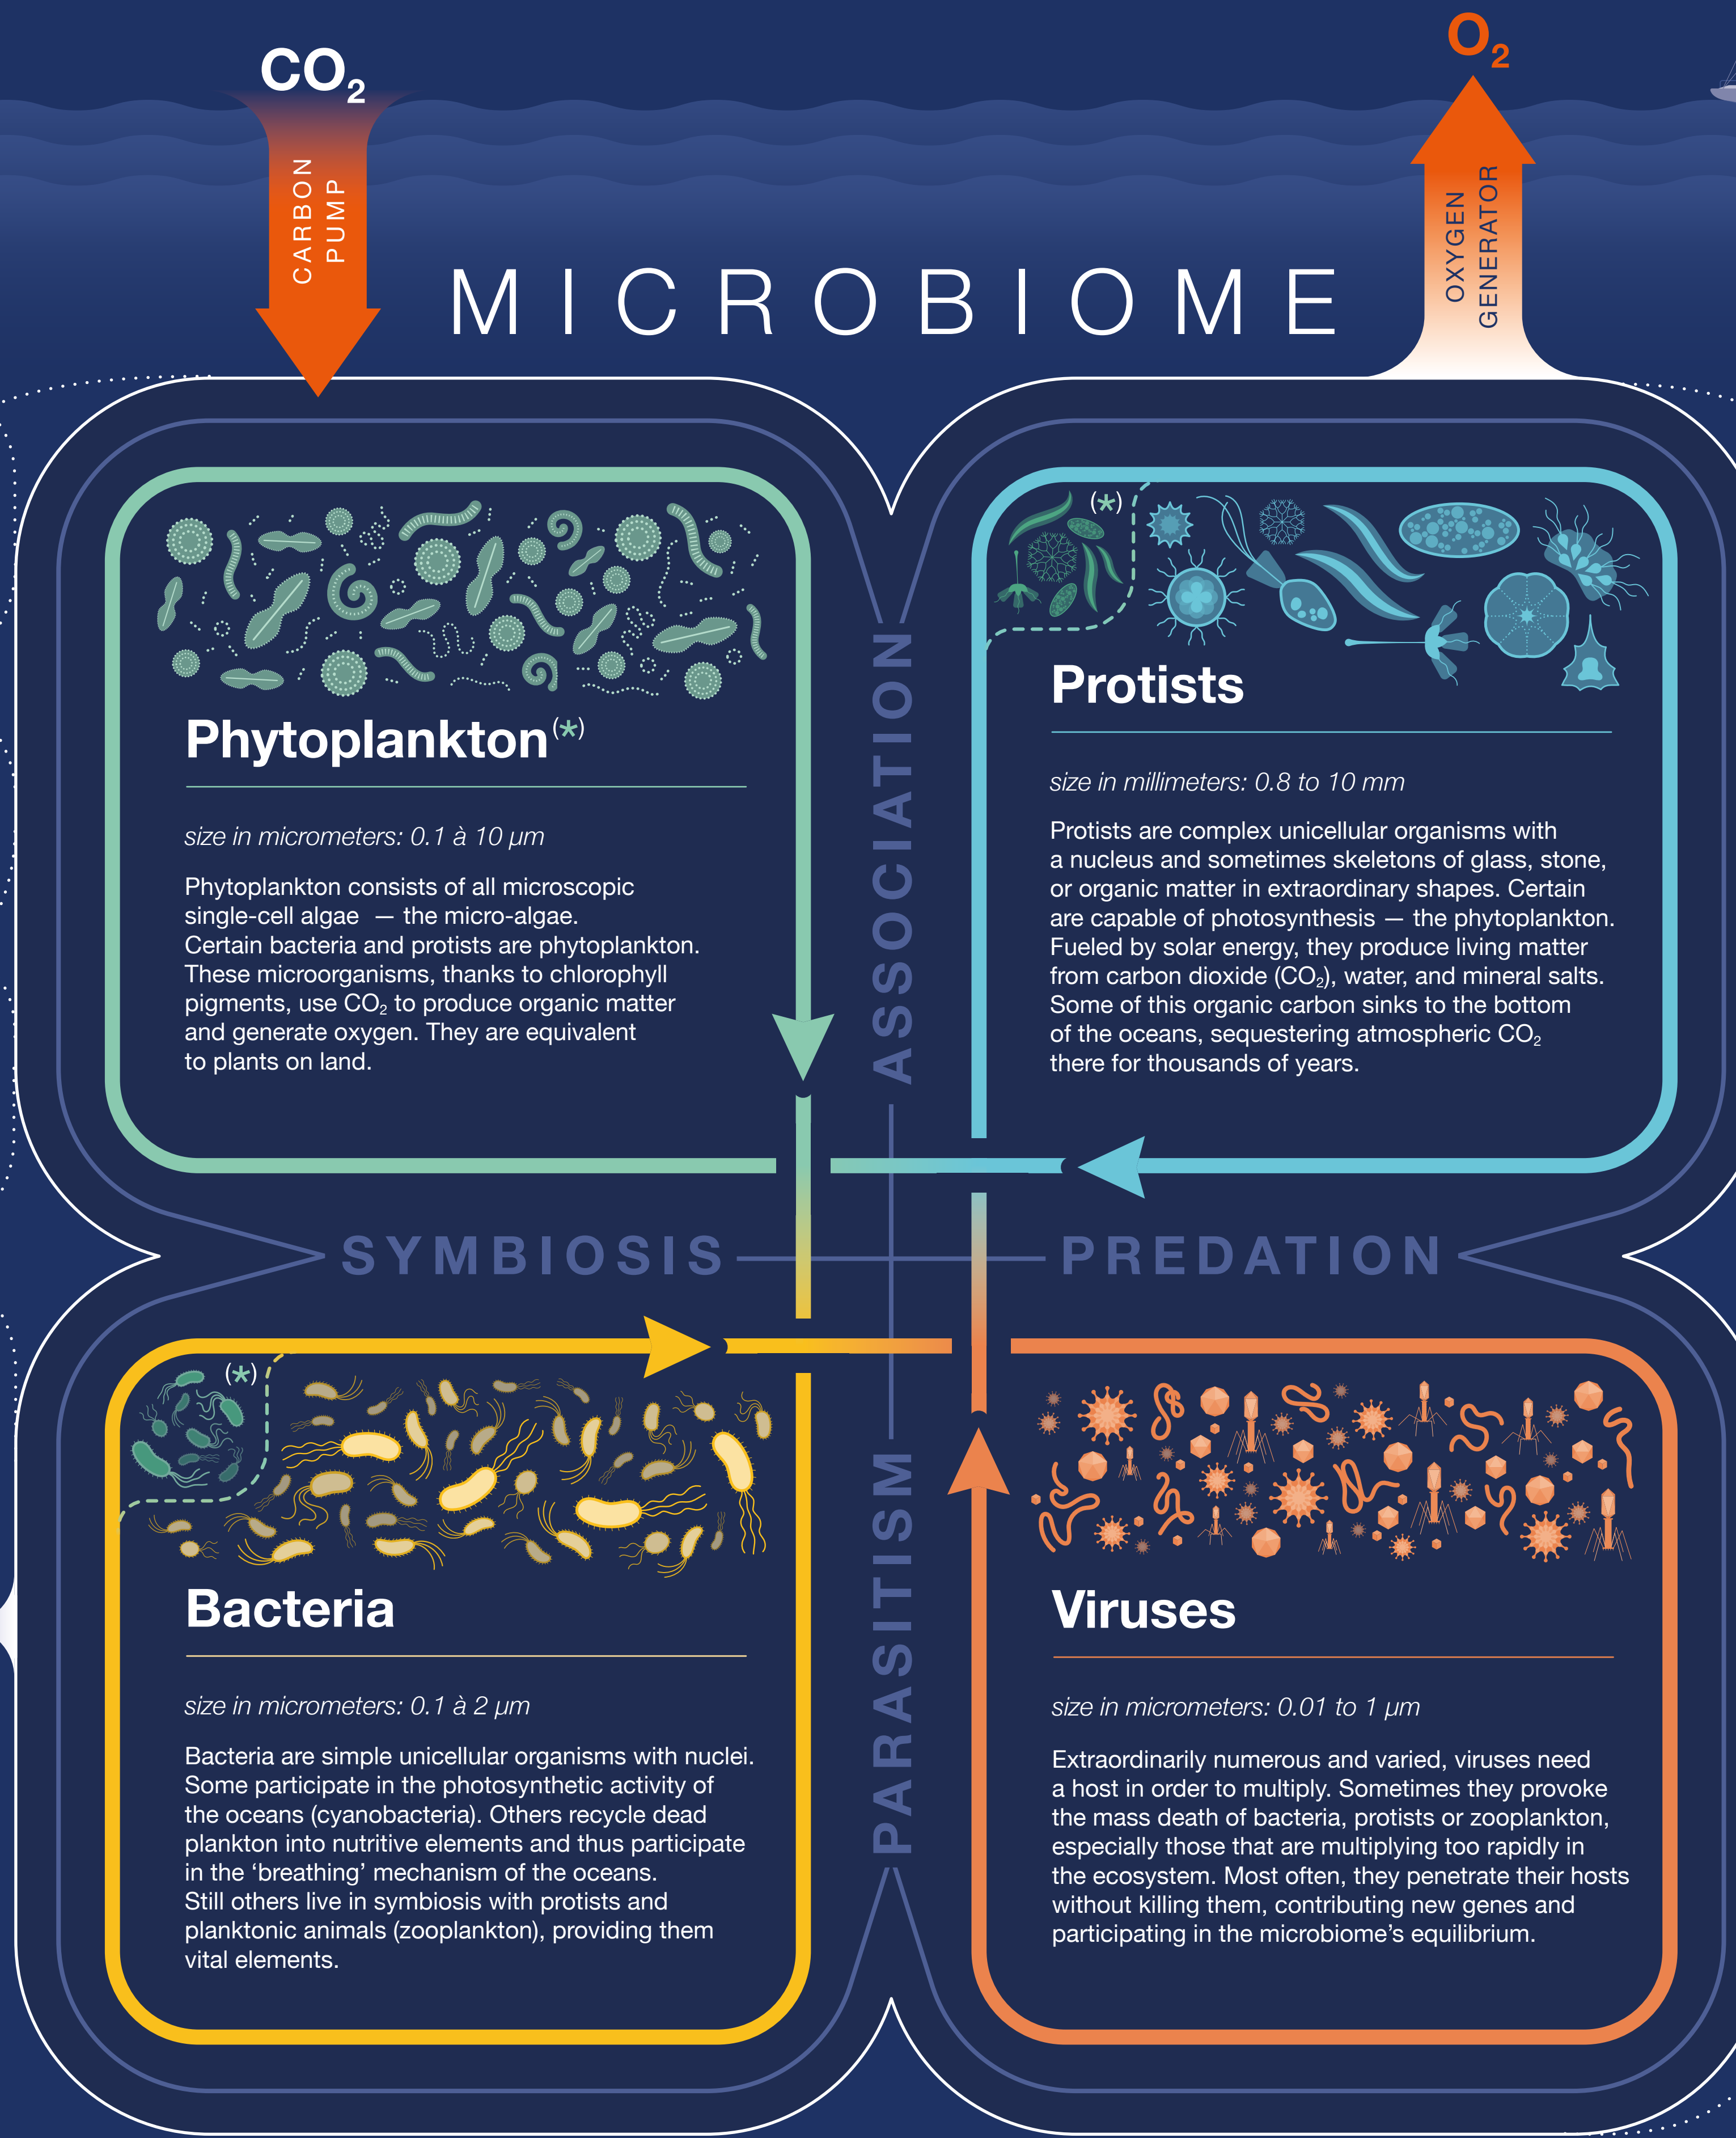 CO₂
O₂
CARBON
PUMP
OXYGEN
GENERATOR
MICROBIOME
(*)
Phytoplankton(*)
size in micrometers: 0.1 à 10 µm
Phytoplankton consists of all microscopic
single-cell algae — the micro-algae.
Certain bacteria and protists are phytoplankton.
These microorganisms, thanks to chlorophyll
pigments, use CO₂ to produce organic matter
and generate oxygen. They are equivalent
to plants on land.
ASSOCIATION
Protists
size in millimeters: 0.8 to 10 mm
Protists are complex unicellular organisms with
a nucleus and sometimes skeletons of glass, stone,
or organic matter in extraordinary shapes. Certain
are capable of photosynthesis — the phytoplankton.
Fueled by solar energy, they produce living matter
from carbon dioxide (CO₂), water, and mineral salts.
Some of this organic carbon sinks to the bottom
of the oceans, sequestering atmospheric CO₂
there for thousands of years.
SYMBIOSIS
PREDATION
(*)
Bacteria
size in micrometers: 0.1 à 2 µm
Bacteria are simple unicellular organisms with nuclei.
Some participate in the photosynthetic activity of
the oceans (cyanobacteria). Others recycle dead
plankton into nutritive elements and thus participate
in the ‘breathing’ mechanism of the oceans.
Still others live in symbiosis with protists and
planktonic animals (zooplankton), providing them
vital elements.
PARASITISM
Viruses
size in micrometers: 0.01 to 1 µm
Extraordinarily numerous and varied, viruses need
a host in order to multiply. Sometimes they provoke
the mass death of bacteria, protists or zooplankton,
especially those that are multiplying too rapidly in
the ecosystem. Most often, they penetrate their hosts
without killing them, contributing new genes and
participating in the microbiome’s equilibrium.